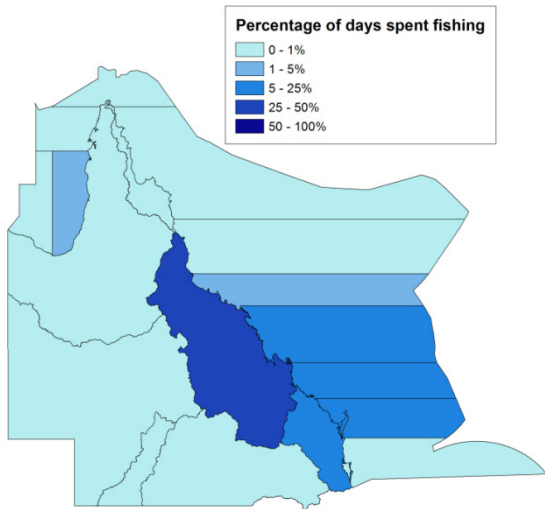 Percentage of days spent fishing
0 - 1%
1 - 5%
5 - 25%
25 - 50%
50 - 100%